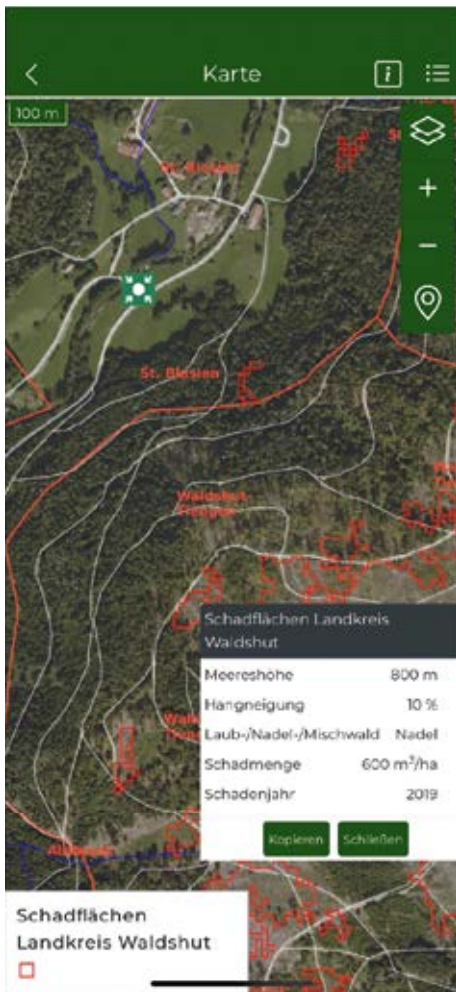 Karte
i
100 m
St. Blasien
St. Blasien
Waldshut
Tiengen
Schadflächen Landkreis
Waldshut
Meereshöhe 800 m
Hangneigung 10 %
Laub-/Nadel-/Mischwald Nadel
Schadmenge 600 m³/ha
Schadenjahr 2019
Kopieren Schließen
Schadflächen
Landkreis Waldshut